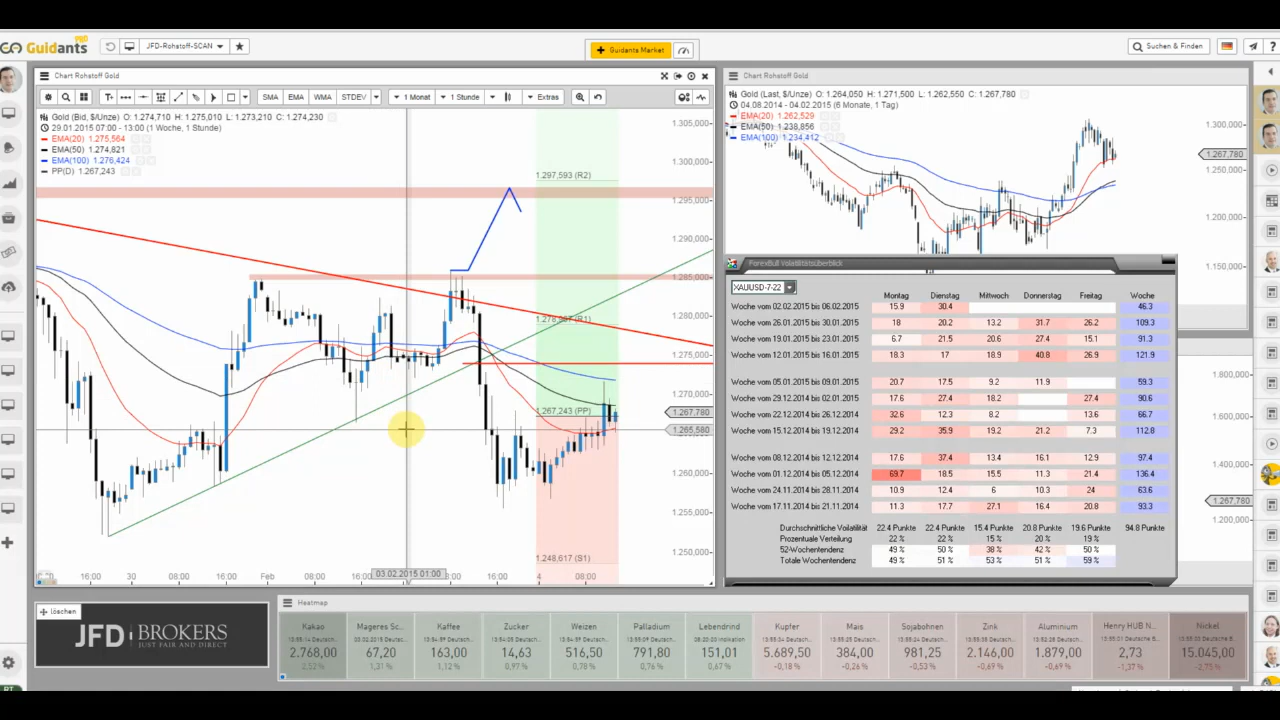 Guidants PRO
JFD-Rohstoff-SCAN
Guidants Market
Suchen & Finden
Chart Rohstoff Gold
SMA EMA WMA STDEV 1 Monat 1 Stunde Extras
Gold (Bid, $/Unze) O: 1.274,710 H: 1.275,010 L: 1.273,210 C: 1.274,230
29.01.2015 07:00 - 13:00 (1 Woche, 1 Stunde)
EMA(20) 1.275,564
EMA(50) 1.274,821
EMA(100) 1.276,424
PP(D) 1.267,243
1.297,593 (R2)
1.267,243 (PP)
1.248,617 (S1)
1.305,000
1.300,000
1.295,000
1.290,000
1.285,000
1.280,000
1.275,000
1.270,000
1.267,780
1.265,580
1.260,000
1.255,000
1.250,000
16:00 30 08:00 16:00 Feb 08:00 03.02.2015 01:00 16:00 4 08:00
Chart Rohstoff Gold
Gold (Last, $/Unze) O: 1.264,050 H: 1.271,500 L: 1.262,550 C: 1.267,780
04.08.2014 - 04.02.2015 (6 Monate, 1 Tag)
EMA(20) 1.262,529
EMA(50) 1.238,856
EMA(100) 1.234,412
1.300,000
1.267,780
1.200,000
1.150,000
1.800,000
1.600,000
1.400,000
1.267,780
1.200,000
ForexBull Volatilitätsüberblick
XAUUSD-7-22
Montag Dienstag Mittwoch Donnerstag Freitag Woche
Woche vom 02.02.2015 bis 06.02.2015 15.9 30.4 46.3
Woche vom 26.01.2015 bis 30.01.2015 18 20.2 13.2 31.7 26.2 109.3
Woche vom 19.01.2015 bis 23.01.2015 6.7 21.5 20.6 27.4 15.1 91.3
Woche vom 12.01.2015 bis 16.01.2015 18.3 17 18.9 40.8 26.9 121.9
Woche vom 05.01.2015 bis 09.01.2015 20.7 17.5 9.2 11.9 59.3
Woche vom 29.12.2014 bis 02.01.2015 17.6 27.4 18.2 27.4 90.6
Woche vom 22.12.2014 bis 26.12.2014 32.6 12.3 8.2 13.6 66.7
Woche vom 15.12.2014 bis 19.12.2014 29.2 35.9 19.2 21.2 7.3 112.8
Woche vom 08.12.2014 bis 12.12.2014 17.6 37.4 13.4 16.1 12.9 97.4
Woche vom 01.12.2014 bis 05.12.2014 69.7 18.5 15.5 11.3 21.4 136.4
Woche vom 24.11.2014 bis 28.11.2014 10.9 12.4 6 10.3 24 63.6
Woche vom 17.11.2014 bis 21.11.2014 11.3 17.7 27.1 16.4 20.8 93.3
Durchschnittliche Volatilität 22.4 Punkte 22.4 Punkte 15.4 Punkte 20.8 Punkte 19.6 Punkte 94.8 Punkte
Prozentuale Verteilung 22 % 22 % 15 % 20 % 19 %
52-Wochentendenz 49 % 50 % 38 % 42 % 50 %
Totale Wochentendenz 49 % 51 % 53 % 51 % 59 %
löschen
JFD BROKERS
JUST FAIR AND DIRECT
Heatmap
Kakao Mageres Sc... Kaffee Zucker Weizen Palladium Lebendrind Kupfer Mais Sojabohnen Zink Aluminium Henry HUB N... Nickel
2.768,00 67,20 163,00 14,63 516,50 791,80 151,01 5.689,50 384,00 981,25 2.146,00 1.879,00 2,73 15.045,00
2,52% 1,31% 1,12% 0,97% 0,78% 0,76% 0,67% -0,18% -0,26% -0,53% -0,69% -0,69% -1,37% -2,75%